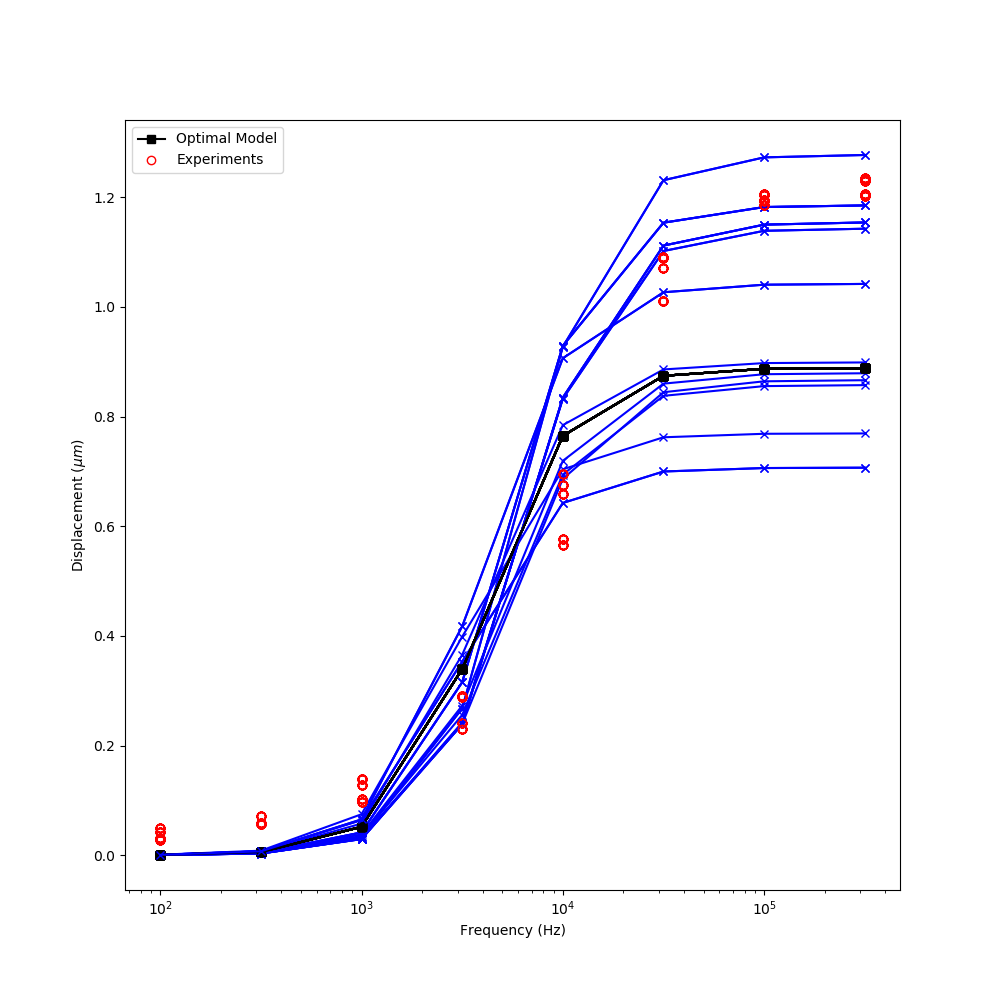 Optimal Model
Experiments
Displacement (μm)
1.2
1.0
0.8
0.6
0.4
0.2
0.0
10²
10³
10⁴
10⁵
Frequency (Hz)